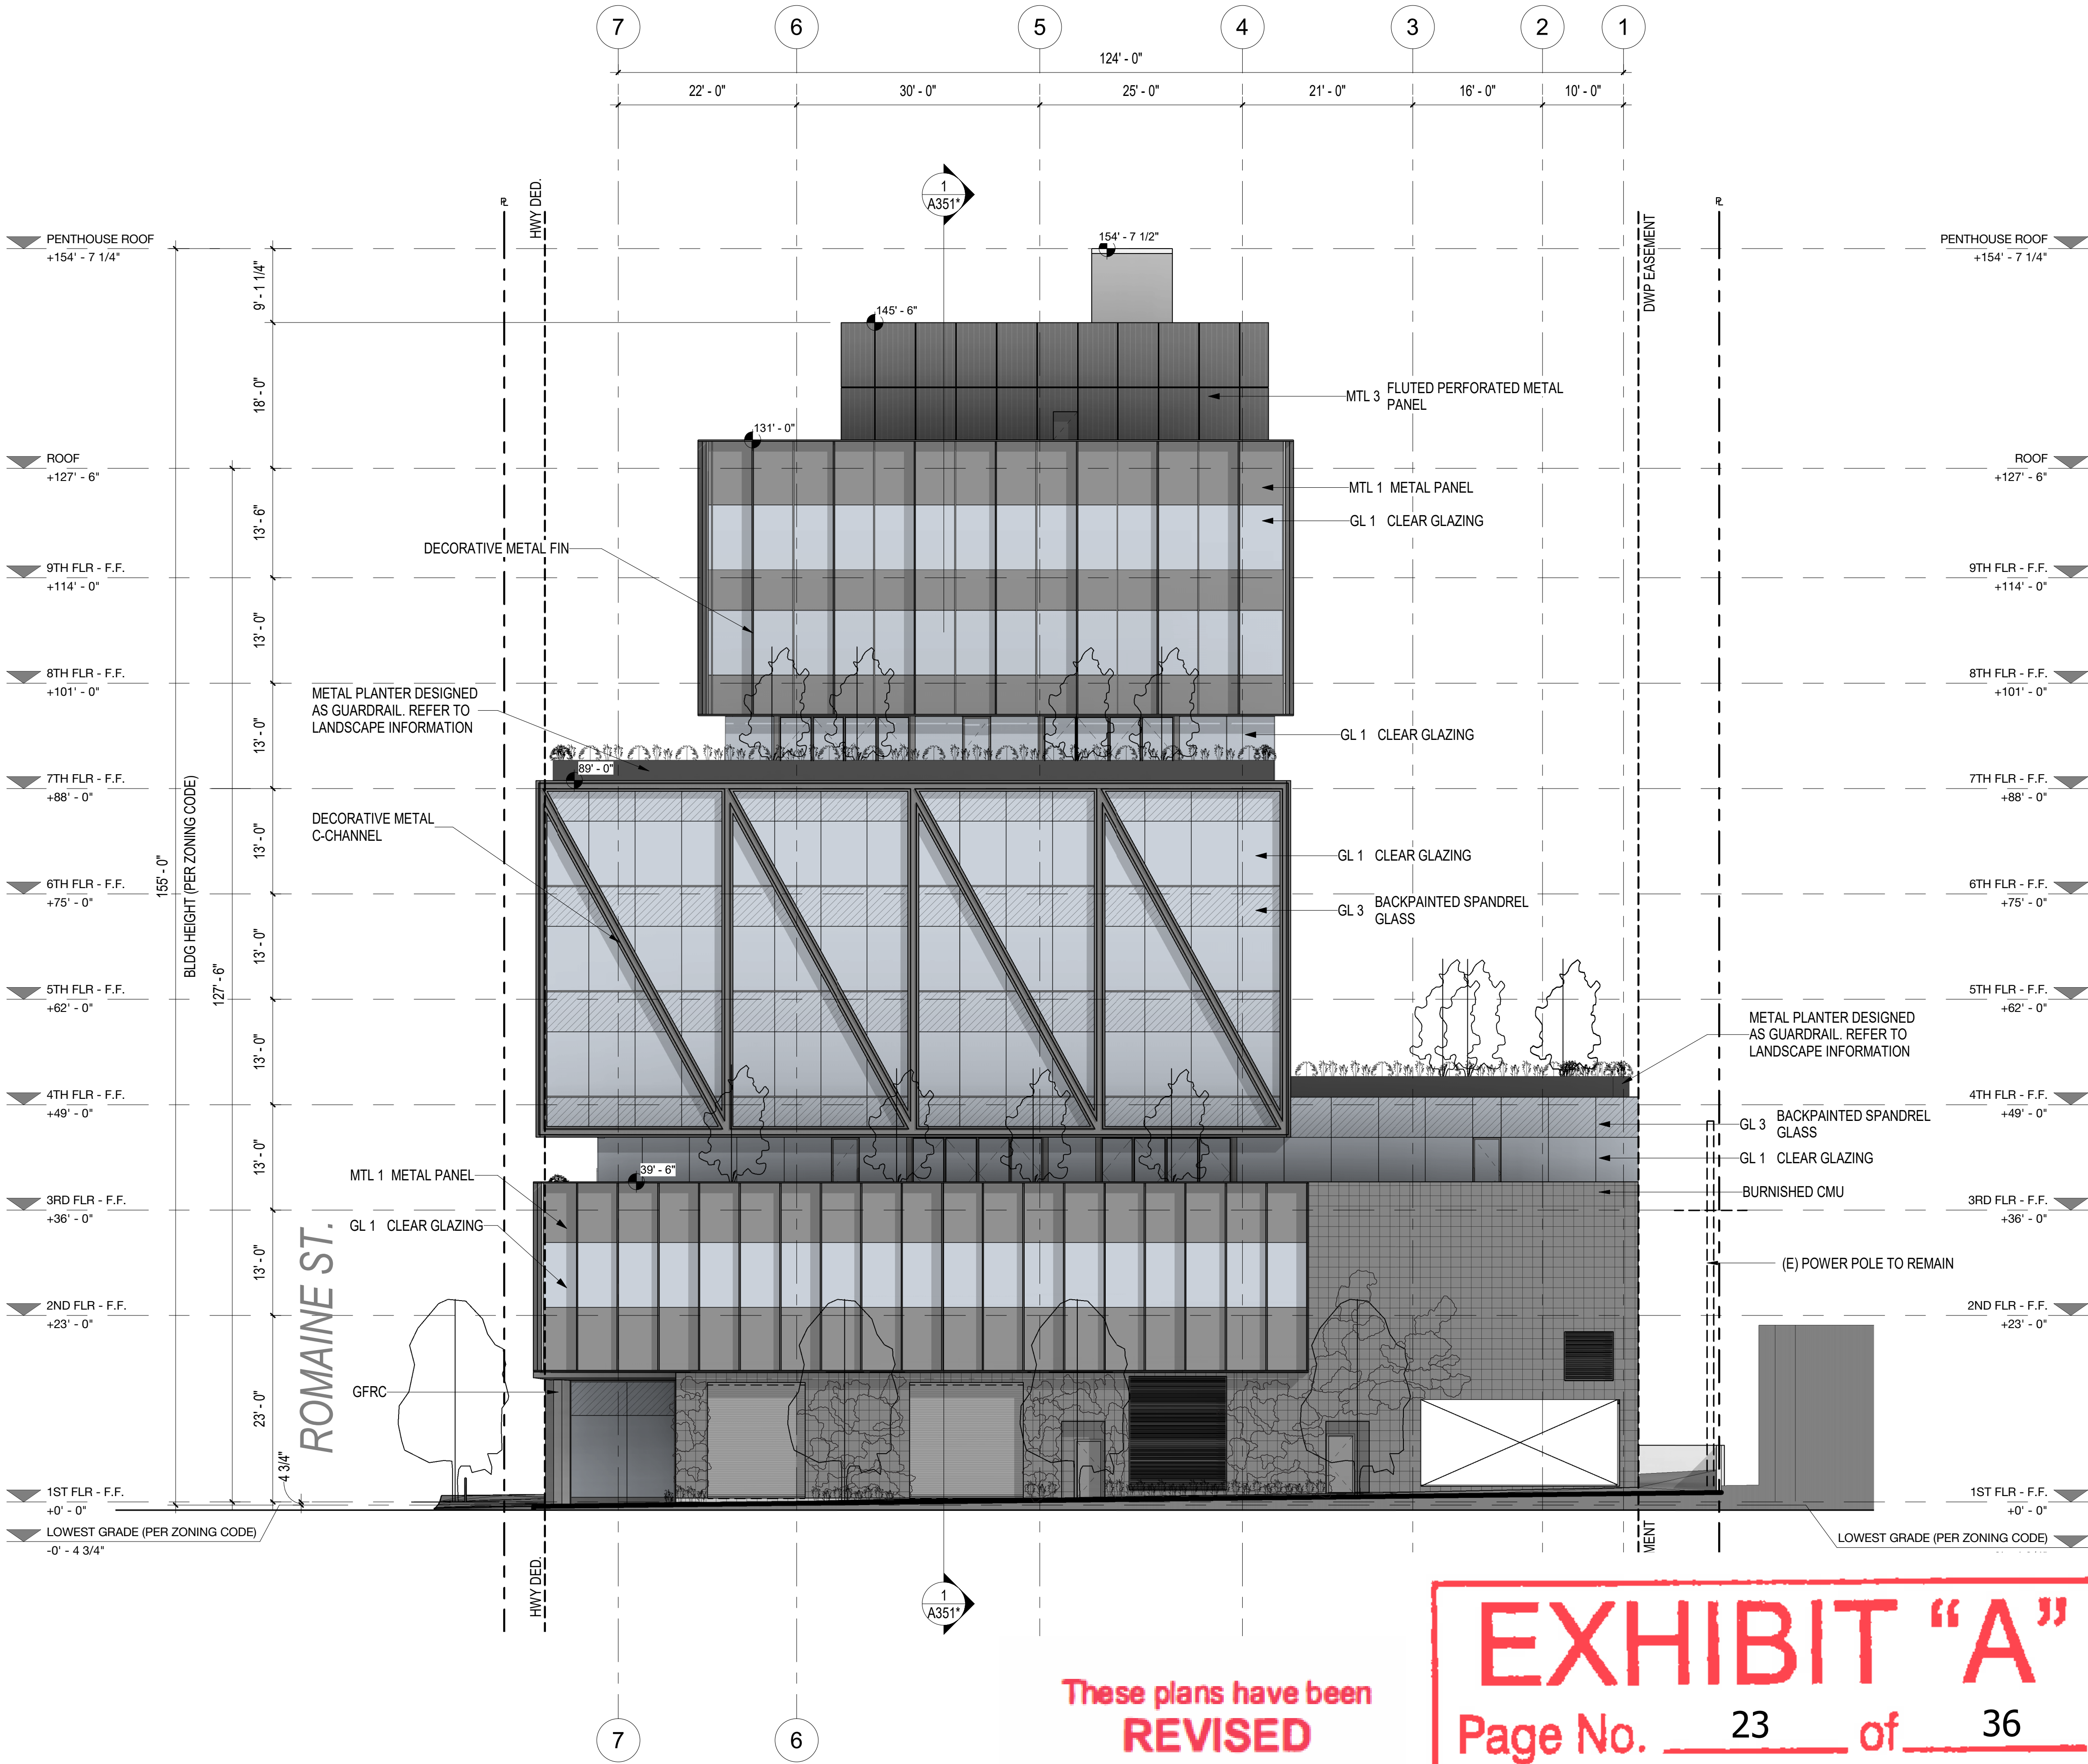 7 6 5 4 3 2 1
124' - 0"
22' - 0" 30' - 0" 25' - 0" 21' - 0" 16' - 0" 10' - 0"
HWY DED.
DWP EASEMENT
1
A351*
PENTHOUSE ROOF
+154' - 7 1/4"
154' - 7 1/2"
PENTHOUSE ROOF
+154' - 7 1/4"
9' - 1 1/4"
145' - 6"
18' - 0"
MTL 3 FLUTED PERFORATED METAL
PANEL
131' - 0"
ROOF
+127' - 6"
ROOF
+127' - 6"
MTL 1 METAL PANEL
GL 1 CLEAR GLAZING
13' - 6"
DECORATIVE METAL FIN
9TH FLR - F.F.
+114' - 0"
9TH FLR - F.F.
+114' - 0"
13' - 0"
8TH FLR - F.F.
+101' - 0"
8TH FLR - F.F.
+101' - 0"
METAL PLANTER DESIGNED
AS GUARDRAIL. REFER TO
LANDSCAPE INFORMATION
13' - 0"
GL 1 CLEAR GLAZING
89' - 0"
7TH FLR - F.F.
+88' - 0"
7TH FLR - F.F.
+88' - 0"
DECORATIVE METAL
C-CHANNEL
13' - 0"
155' - 0"
BLDG HEIGHT (PER ZONING CODE)
127' - 6"
GL 1 CLEAR GLAZING
6TH FLR - F.F.
+75' - 0"
6TH FLR - F.F.
+75' - 0"
GL 3 BACKPAINTED SPANDREL
GLASS
13' - 0"
5TH FLR - F.F.
+62' - 0"
5TH FLR - F.F.
+62' - 0"
METAL PLANTER DESIGNED
AS GUARDRAIL. REFER TO
LANDSCAPE INFORMATION
13' - 0"
4TH FLR - F.F.
+49' - 0"
4TH FLR - F.F.
+49' - 0"
GL 3 BACKPAINTED SPANDREL
GLASS
GL 1 CLEAR GLAZING
13' - 0"
39' - 6"
MTL 1 METAL PANEL
BURNISHED CMU
3RD FLR - F.F.
+36' - 0"
3RD FLR - F.F.
+36' - 0"
GL 1 CLEAR GLAZING
13' - 0"
(E) POWER POLE TO REMAIN
ROMAINE ST.
2ND FLR - F.F.
+23' - 0"
2ND FLR - F.F.
+23' - 0"
GFRC
23' - 0"
4 3/4"
1ST FLR - F.F.
+0' - 0"
1ST FLR - F.F.
+0' - 0"
LOWEST GRADE (PER ZONING CODE)
-0' - 4 3/4"
LOWEST GRADE (PER ZONING CODE)
HWY DED.
MENT
1
A351*
7 6
These plans have been
REVISED
EXHIBIT “A”
Page No. 23 of 36